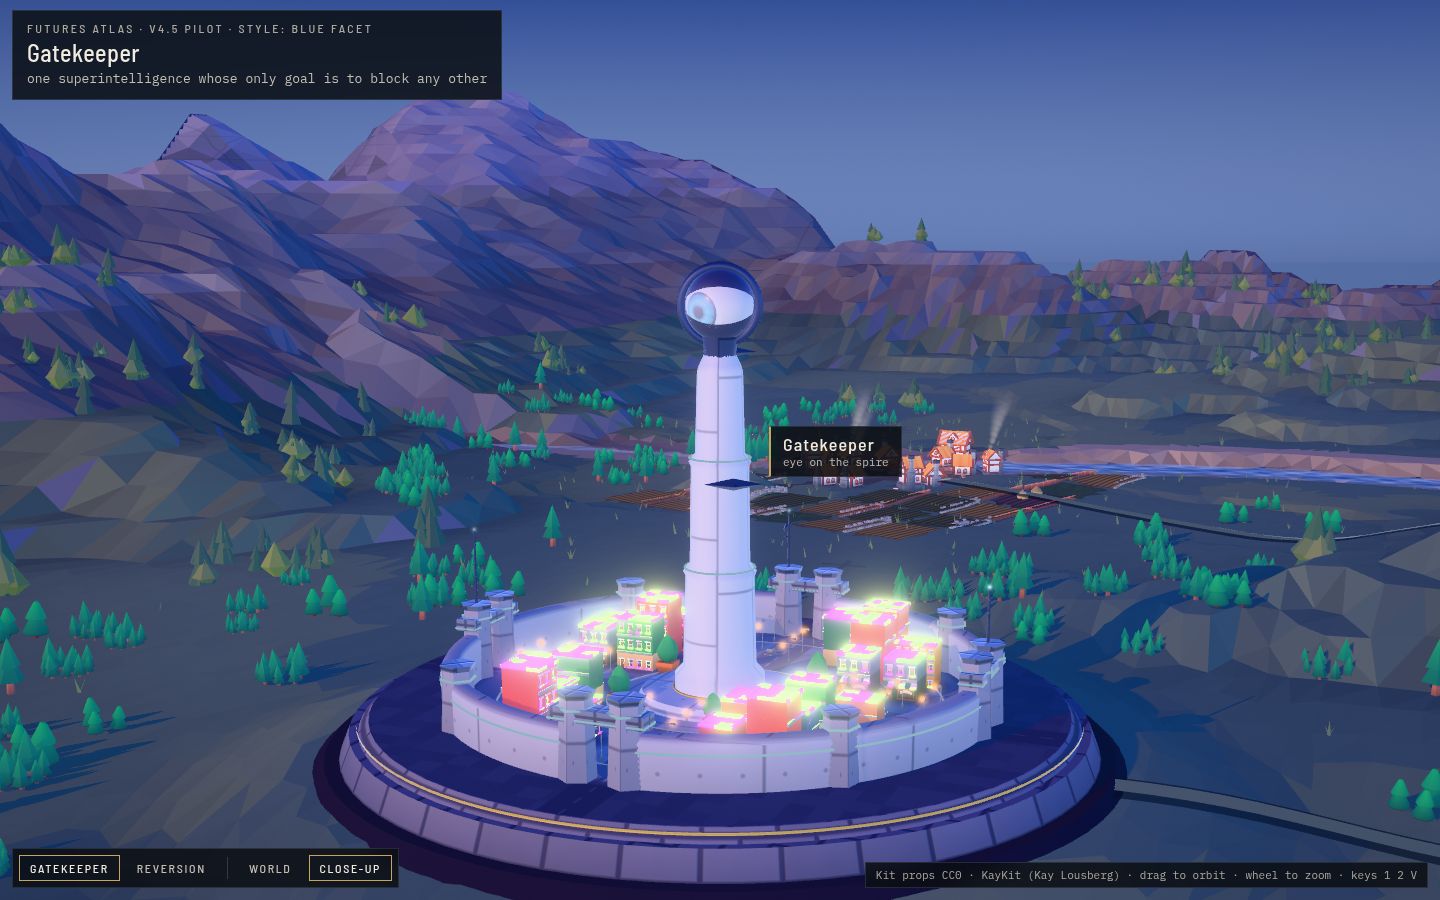 FUTURES ATLAS · V4.5 PILOT · STYLE: BLUE FACET
Gatekeeper
one superintelligence whose only goal is to block any other
Gatekeeper
eye on the spire
GATEKEEPER
REVERSION
WORLD
CLOSE-UP
Kit props CC0 · KayKit (Kay Lousberg) · drag to orbit · wheel to zoom · keys 1 2 V